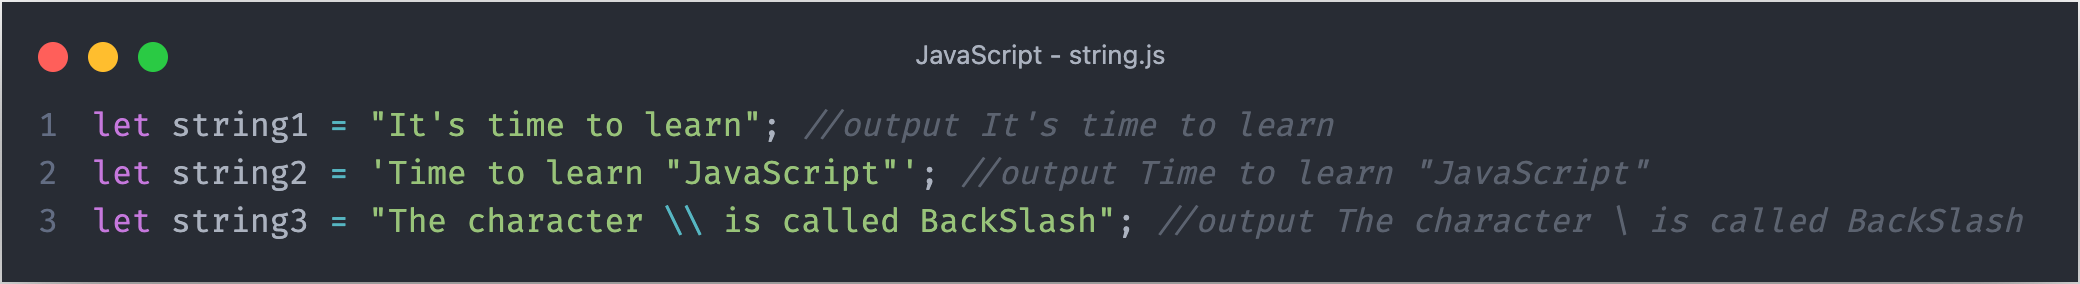 JavaScript - string.js
1 let string1 = "It's time to learn"; //output It's time to learn
2 let string2 = 'Time to learn "JavaScript"'; //output Time to learn "JavaScript"
3 let string3 = "The character \\ is called BackSlash"; //output The character \ is called BackSlash